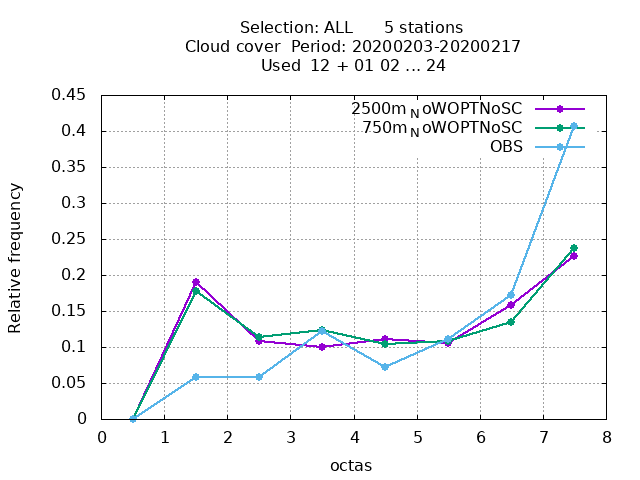 Selection: ALL      5 stations
Cloud cover  Period: 20200203-20200217
Used  12 + 01 02 ... 24
2500m_NoWOPTNoSC
750m_NoWOPTNoSC
OBS
0.45
0.4
0.35
0.3
0.25
0.2
0.15
0.1
0.05
0
Relative frequency
0 1 2 3 4 5 6 7 8
octas